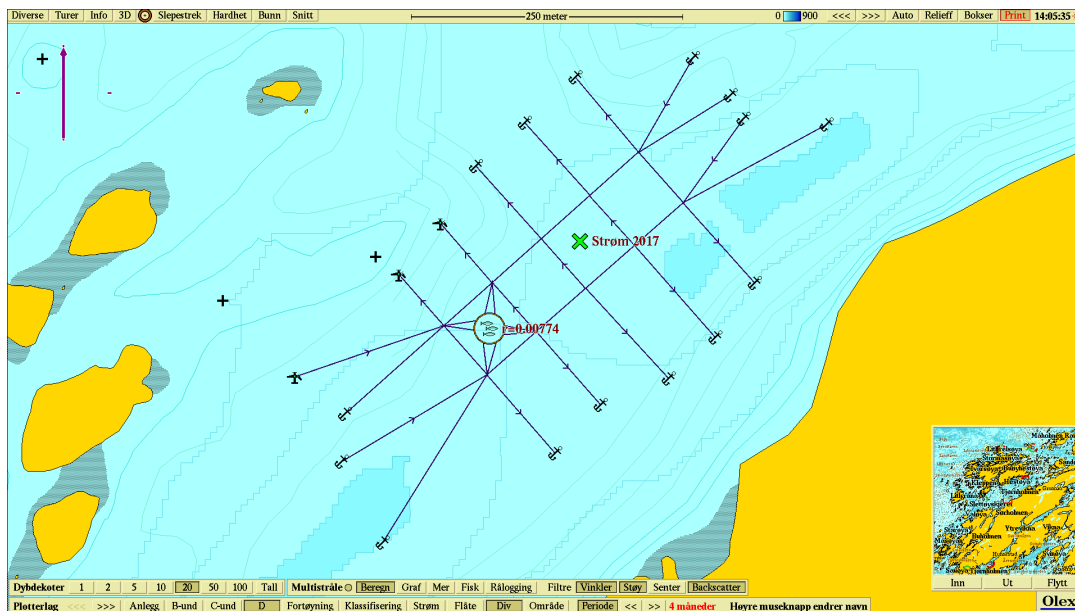 Diverse Turer Info 3D Slepestrek Hardhet Bunn Snitt 250 meter 0 900 <<< >>> Auto Relieff Bokser Print 14:05:35
Strøm 2017
r=0.00774
Hestøya
Ytrevikna
Vikna
Inn Ut Flytt
Dybdekoter 1 2 5 10 20 50 100 Tall Multistråle Beregn Graf Mer Fisk Rålogging Filtre Vinkler Støy Senter Backscatter
Plotterlag <<< >>> Anlegg B-und C-und D Fortøyning Klassifisering Strøm Flåte Div Område Periode << >> 4 måneder Høyre museknapp endrer navn Olex